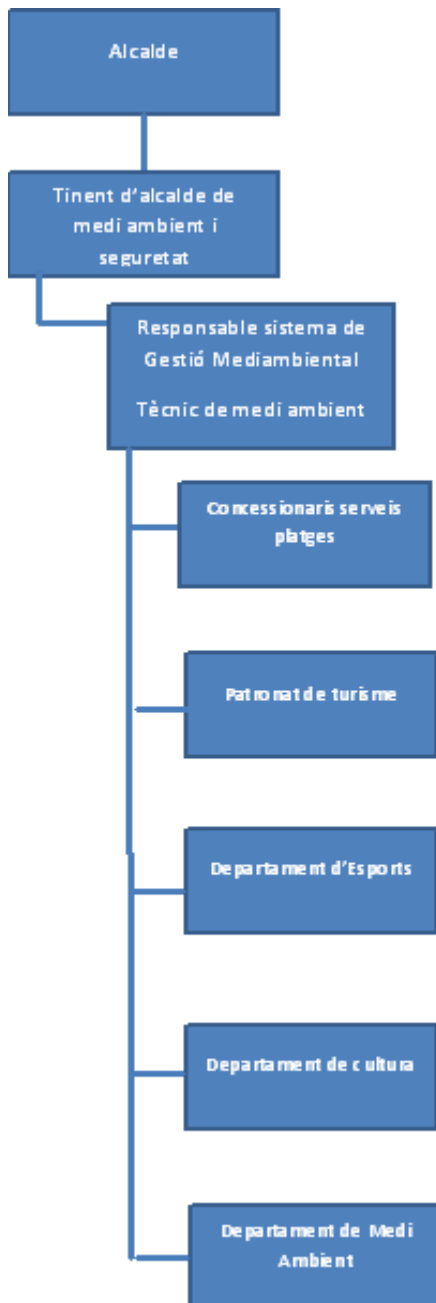 Alcalde
Tinent d'alcalde de
medi ambient i
seguretat
Responsable sistema de
Gestió Mediambiental
Tècnic de medi ambient
Concessionaris serveis
platges
Patronat de turisme
Departament d'Esports
Departament de cultura
Departament de Medi
Ambient